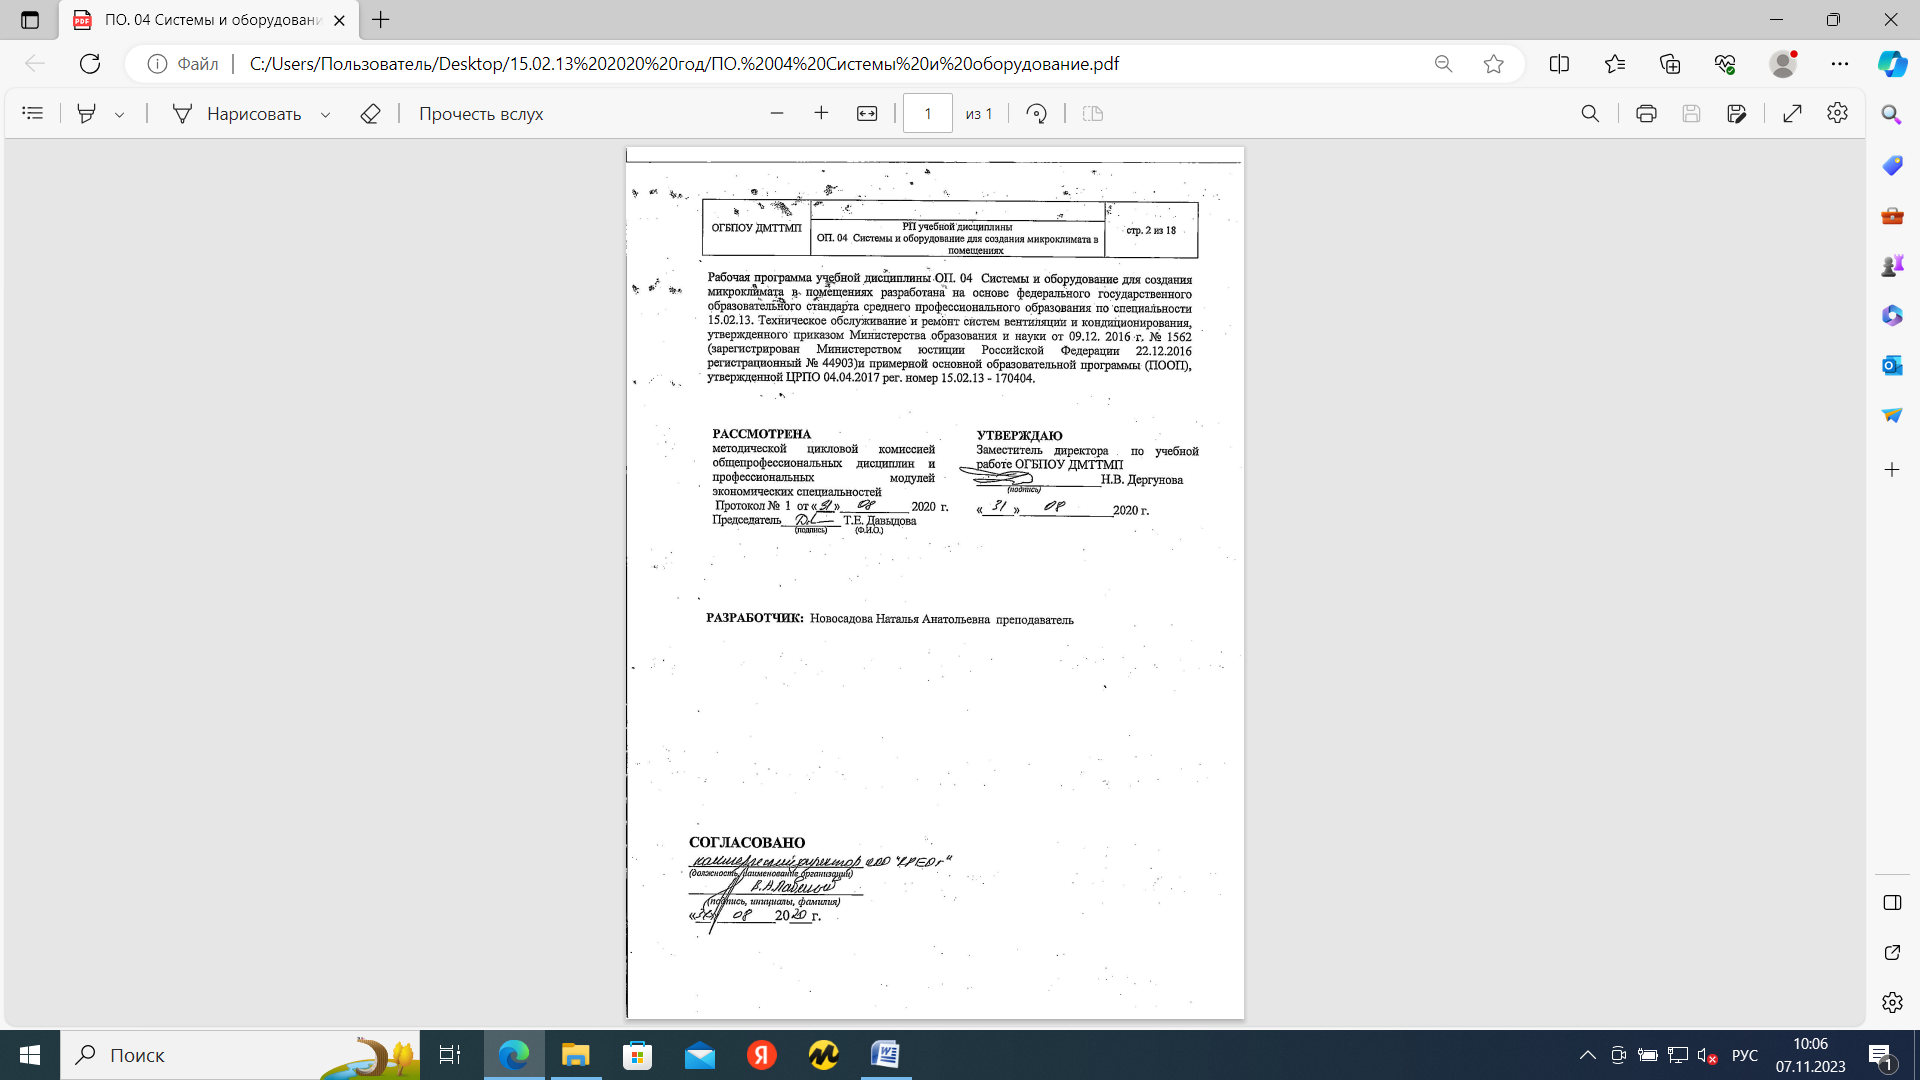 ПО. 04 Системы и оборудовани
Файл
C:/Users/Пользователь/Desktop/15.02.13%202020%20год/ПО.%2004%20Системы%20и%20оборудование.pdf
Нарисовать
Прочесть вслух
1
из 1
ОГБПОУ ДМТТМП
РП учебной дисциплины
ОП. 04 Системы и оборудование для создания микроклимата в
помещениях
стр. 2 из 18
Рабочая программа учебной дисциплины ОП. 04 Системы и оборудование для создания
микроклимата в помещениях разработана на основе федерального государственного
образовательного стандарта среднего профессионального образования по специальности
15.02.13. Техническое обслуживание и ремонт систем вентиляции и кондиционирования,
утвержденного приказом Министерства образования и науки от 09.12. 2016 г. № 1562
(зарегистрирован Министерством юстиции Российской Федерации 22.12.2016
регистрационный № 44903)и примерной основной образовательной программы (ПООП),
утвержденной ЦРПО 04.04.2017 рег. номер 15.02.13 - 170404.
РАССМОТРЕНА
методической цикловой комиссией
общепрофессиональных дисциплин и
профессиональных модулей
экономических специальностей
Протокол № 1 от «31» 08 2020 г.
Председатель Т.Е. Давыдова
(подпись) (Ф.И.О.)
УТВЕРЖДАЮ
Заместитель директора по учебной
работе ОГБПОУ ДМТТМП
Н.В. Дергунова
(подпись)
« 31 » 08 2020 г.
РАЗРАБОТЧИК: Новосадова Наталья Анатольевна преподаватель
СОГЛАСОВАНО
коммерческий директор ООО
(должность, наименование организации)
(подпись, инициалы, фамилия)
«31» 08 2020 г.
Поиск
РУС
10:06
07.11.2023
1